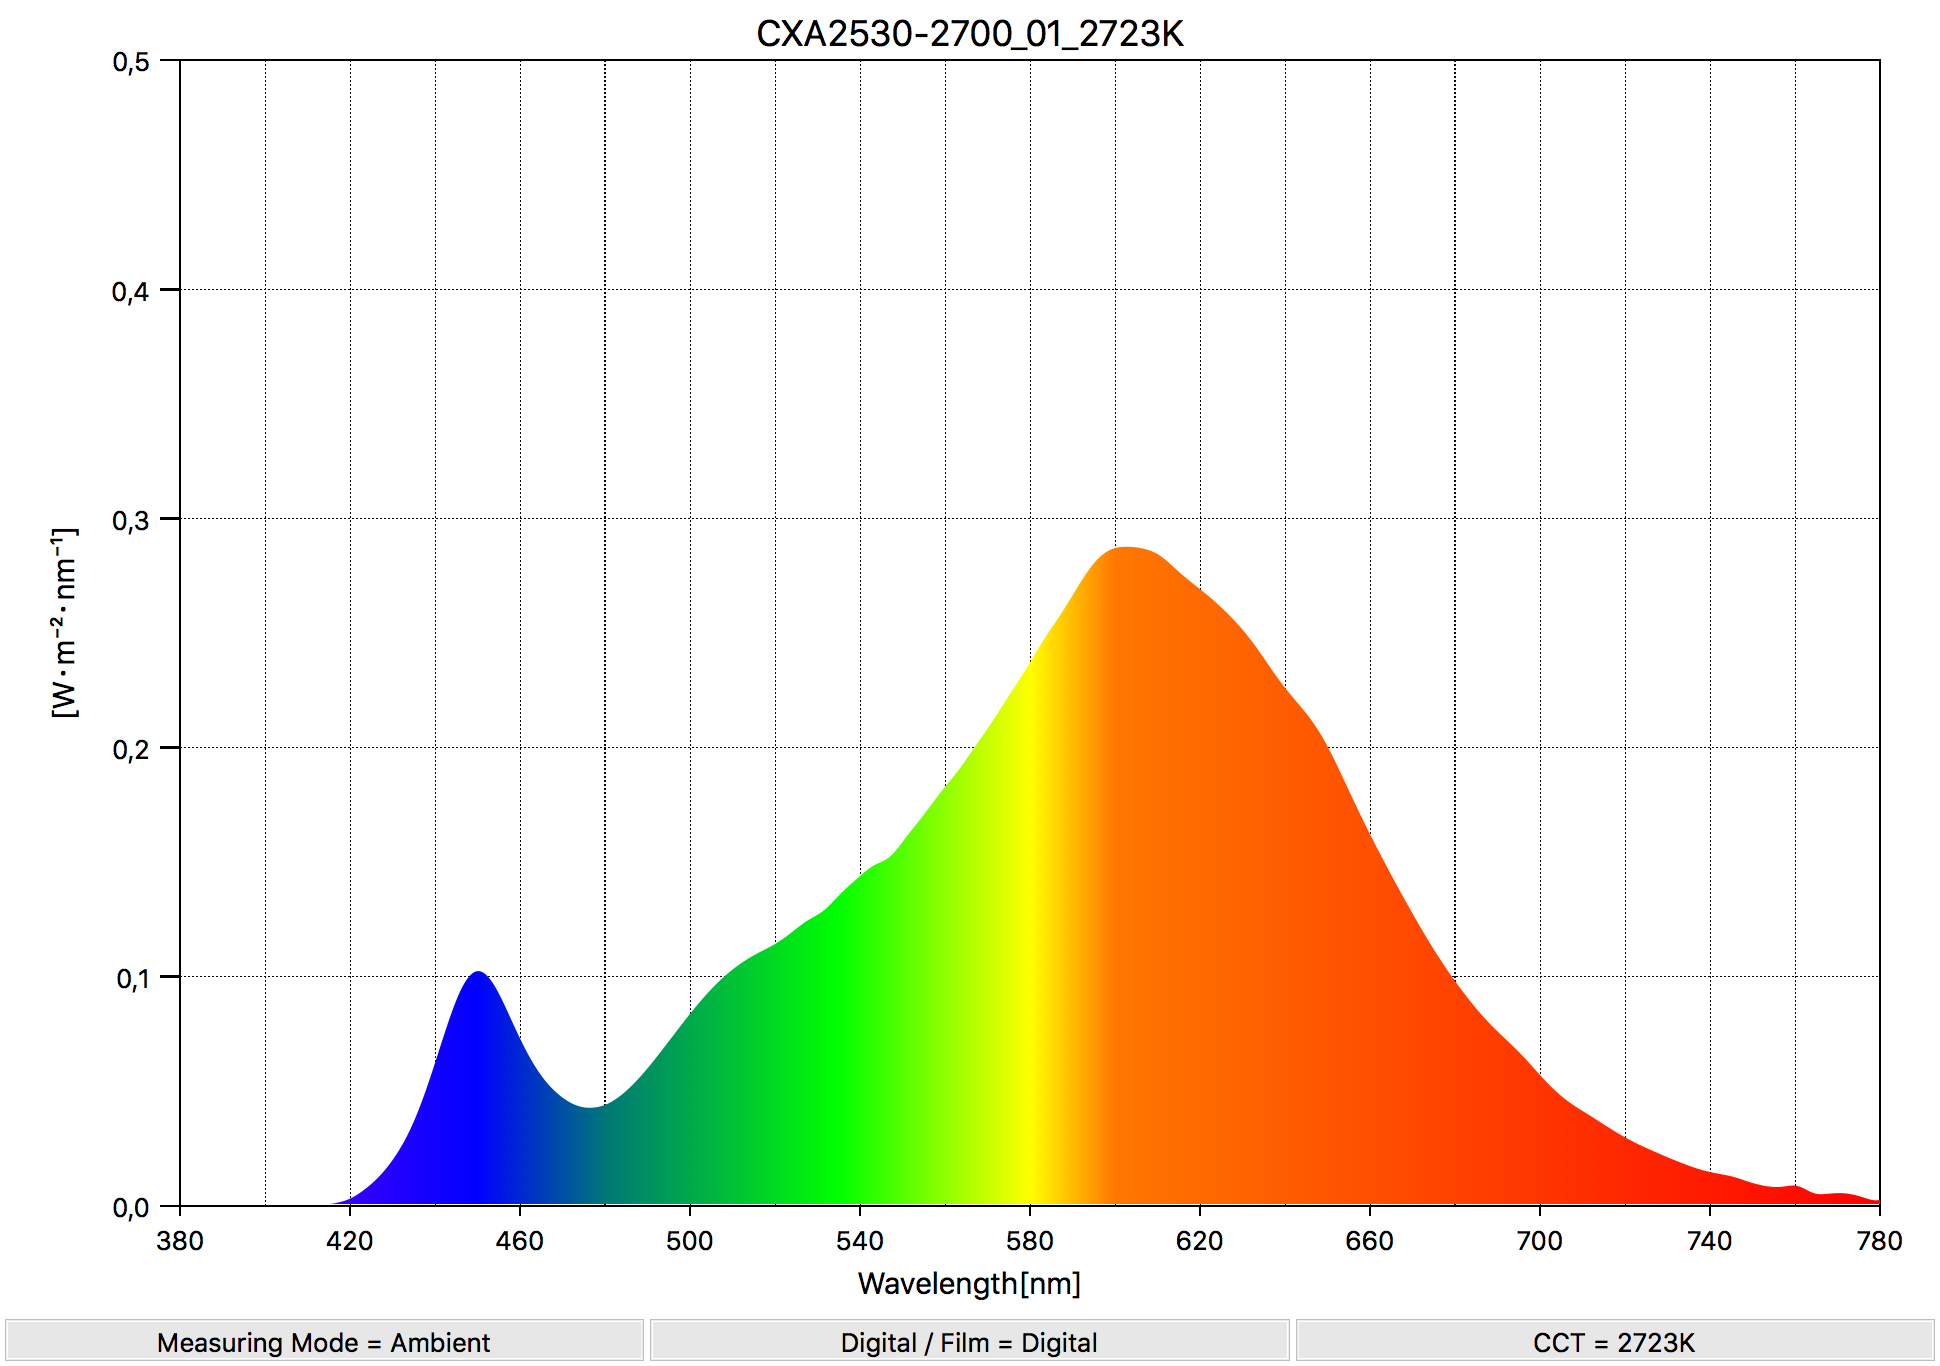 CXA2530-2700_01_2723K
0,5
0,4
0,3
0,2
0,1
0,0
[W·m⁻²·nm⁻¹]
380 420 460 500 540 580 620 660 700 740 780
Wavelength[nm]
Measuring Mode = Ambient
Digital / Film = Digital
CCT = 2723K